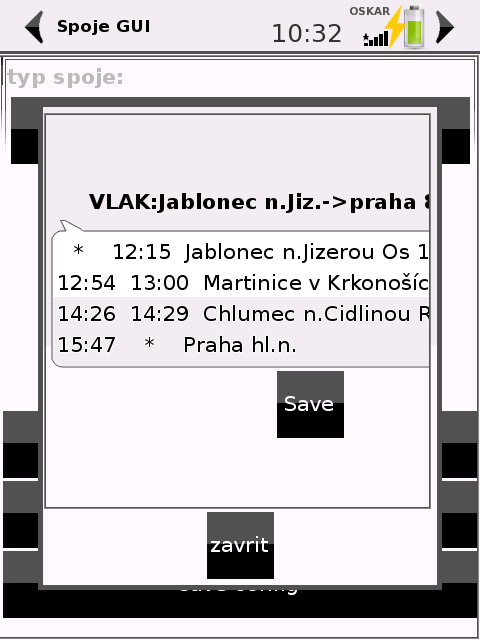 Spoje GUI
10:32
OSKAR
typ spoje:
VLAK:Jablonec n.Jiz.->praha
* 12:15 Jablonec n.Jizerou Os 1
12:54 13:00 Martinice v Krkonošíc
14:26 14:29 Chlumec n.Cidlinou R
15:47 * Praha hl.n.
Save
zavrit
save config